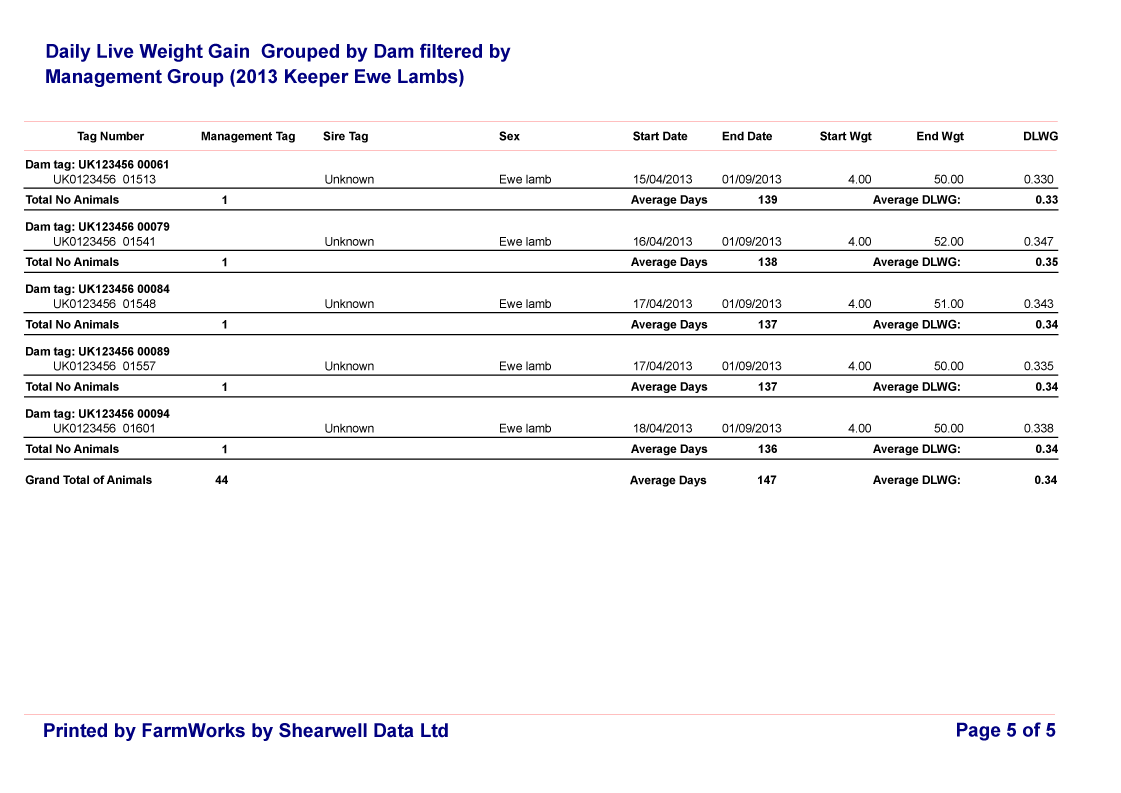 Daily Live Weight Gain  Grouped by Dam filtered by
Management Group (2013 Keeper Ewe Lambs)
Tag Number Management Tag Sire Tag Sex Start Date End Date Start Wgt End Wgt DLWG
Dam tag: UK123456 00061
UK0123456  01513 Unknown Ewe lamb 15/04/2013 01/09/2013 4.00 50.00 0.330
Total No Animals 1 Average Days 139 Average DLWG: 0.33
Dam tag: UK123456 00079
UK0123456  01541 Unknown Ewe lamb 16/04/2013 01/09/2013 4.00 52.00 0.347
Total No Animals 1 Average Days 138 Average DLWG: 0.35
Dam tag: UK123456 00084
UK0123456  01548 Unknown Ewe lamb 17/04/2013 01/09/2013 4.00 51.00 0.343
Total No Animals 1 Average Days 137 Average DLWG: 0.34
Dam tag: UK123456 00089
UK0123456  01557 Unknown Ewe lamb 17/04/2013 01/09/2013 4.00 50.00 0.335
Total No Animals 1 Average Days 137 Average DLWG: 0.34
Dam tag: UK123456 00094
UK0123456  01601 Unknown Ewe lamb 18/04/2013 01/09/2013 4.00 50.00 0.338
Total No Animals 1 Average Days 136 Average DLWG: 0.34
Grand Total of Animals 44 Average Days 147 Average DLWG: 0.34
Printed by FarmWorks by Shearwell Data Ltd Page 5 of 5